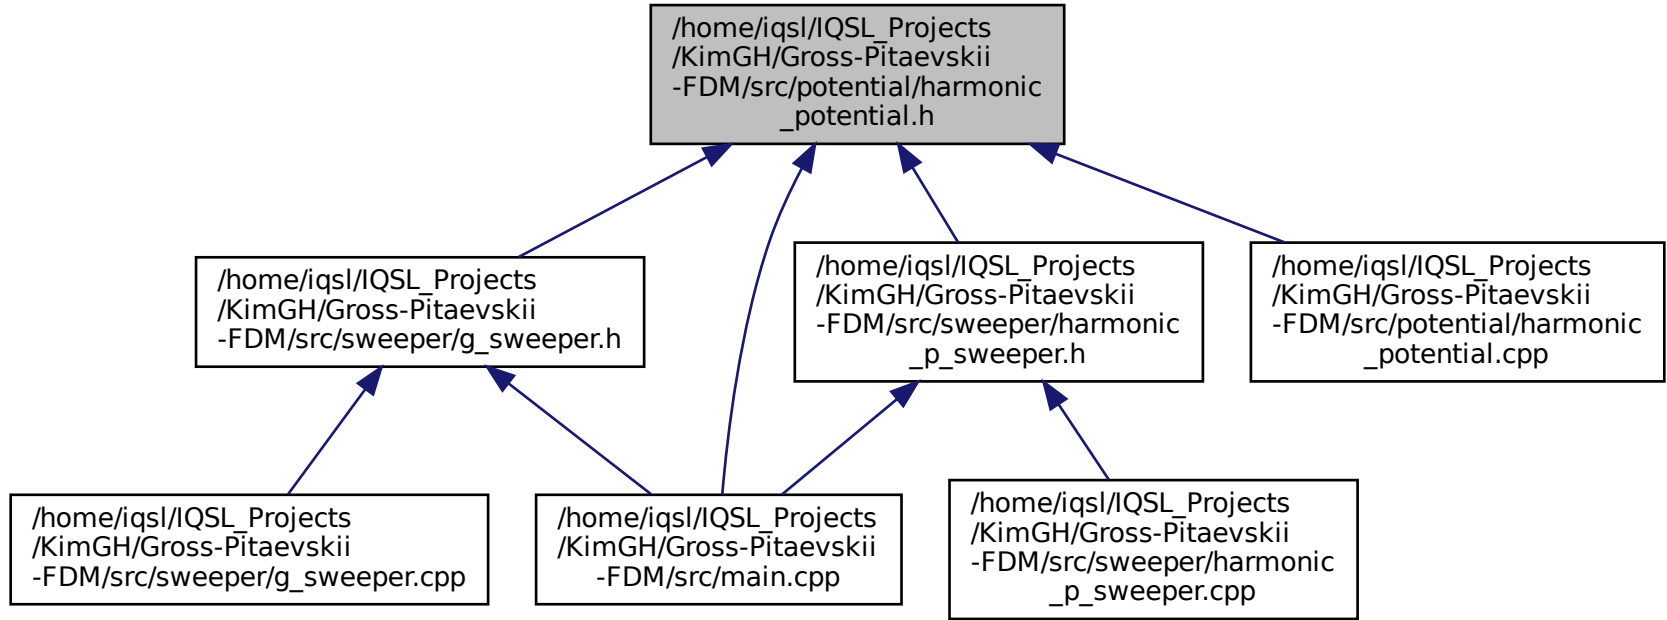 /home/iqsl/IQSL_Projects
/KimGH/Gross-Pitaevskii
-FDM/src/potential/harmonic
_potential.h
/home/iqsl/IQSL_Projects
/KimGH/Gross-Pitaevskii
-FDM/src/sweeper/g_sweeper.h
/home/iqsl/IQSL_Projects
/KimGH/Gross-Pitaevskii
-FDM/src/sweeper/harmonic
_p_sweeper.h
/home/iqsl/IQSL_Projects
/KimGH/Gross-Pitaevskii
-FDM/src/potential/harmonic
_potential.cpp
/home/iqsl/IQSL_Projects
/KimGH/Gross-Pitaevskii
-FDM/src/sweeper/g_sweeper.cpp
/home/iqsl/IQSL_Projects
/KimGH/Gross-Pitaevskii
-FDM/src/main.cpp
/home/iqsl/IQSL_Projects
/KimGH/Gross-Pitaevskii
-FDM/src/sweeper/harmonic
_p_sweeper.cpp